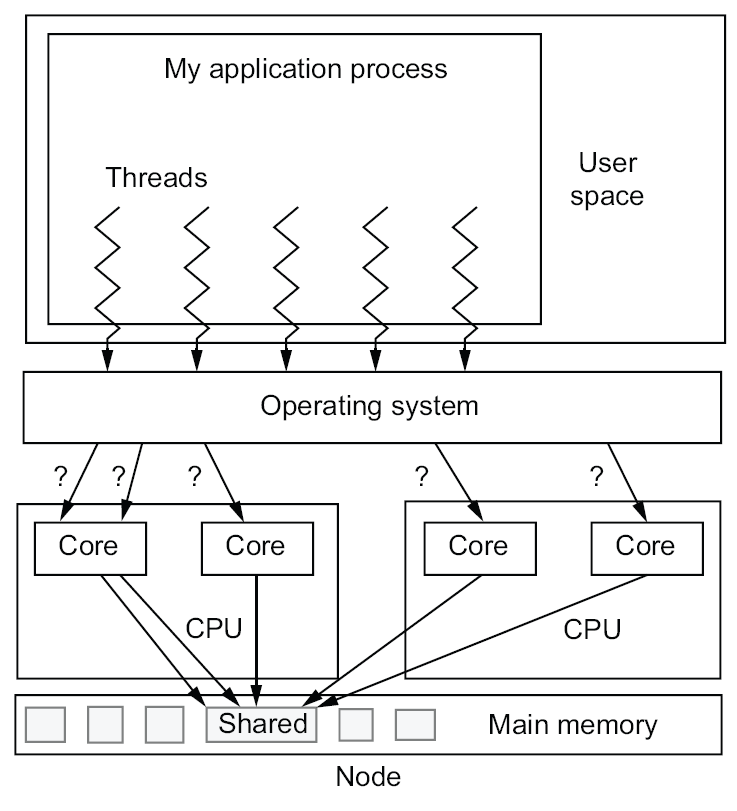 My application process
Threads
User
space
Operating system
? ? ? ? ?
Core Core Core Core
CPU CPU
Shared Main memory
Node